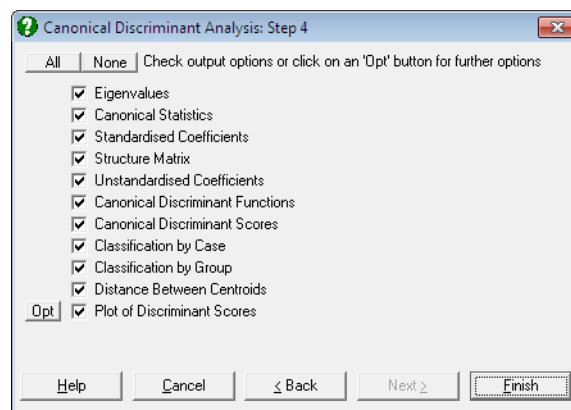 Canonical Discriminant Analysis: Step 4
All None Check output options or click on an 'Opt' button for further options
Eigenvalues
Canonical Statistics
Standardised Coefficients
Structure Matrix
Unstandardised Coefficients
Canonical Discriminant Functions
Canonical Discriminant Scores
Classification by Case
Classification by Group
Distance Between Centroids
Opt Plot of Discriminant Scores
Help Cancel < Back Next > Finish